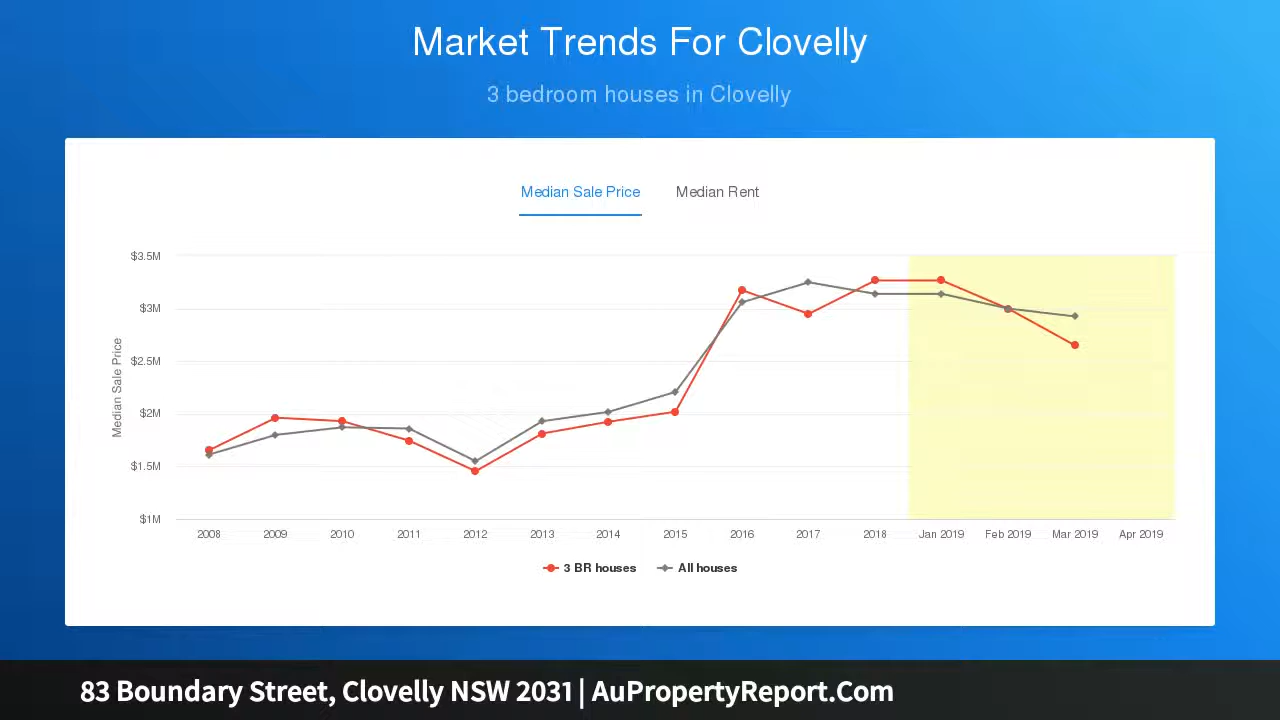 Market Trends For Clovelly
3 bedroom houses in Clovelly
Median Sale Price Median Rent
Median Sale Price
$3.5M
$3M
$2.5M
$2M
$1.5M
$1M
2008 2009 2010 2011 2012 2013 2014 2015 2016 2017 2018 Jan 2019 Feb 2019 Mar 2019 Apr 2019
3 BR houses All houses
83 Boundary Street, Clovelly NSW 2031 | AuPropertyReport.Com